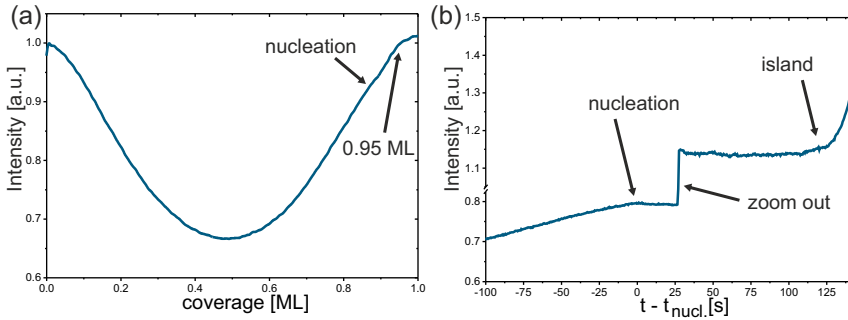 (a)
Intensity [a.u.]
1.0
0.9
0.8
0.7
0.6
0.0
0.2
0.4
0.6
0.8
1.0
coverage [ML]
nucleation
0.95 ML
(b)
Intensity [a.u.]
1.5
1.4
1.3
1.2
1.1
0.8
0.7
0.6
-100
-75
-50
-25
0
25
50
75
100
125
t - t nucl. [s]
nucleation
island
zoom out